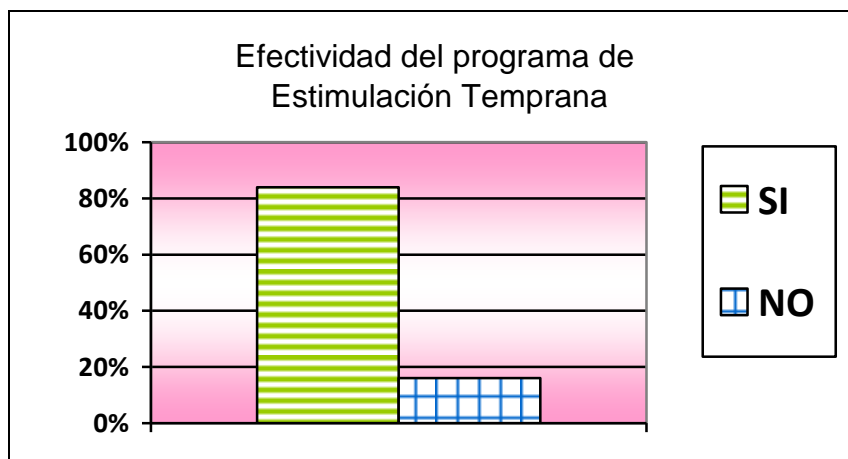 Efectividad del programa de
Estimulación Temprana
100%
80%
60%
40%
20%
0%
SI
NO